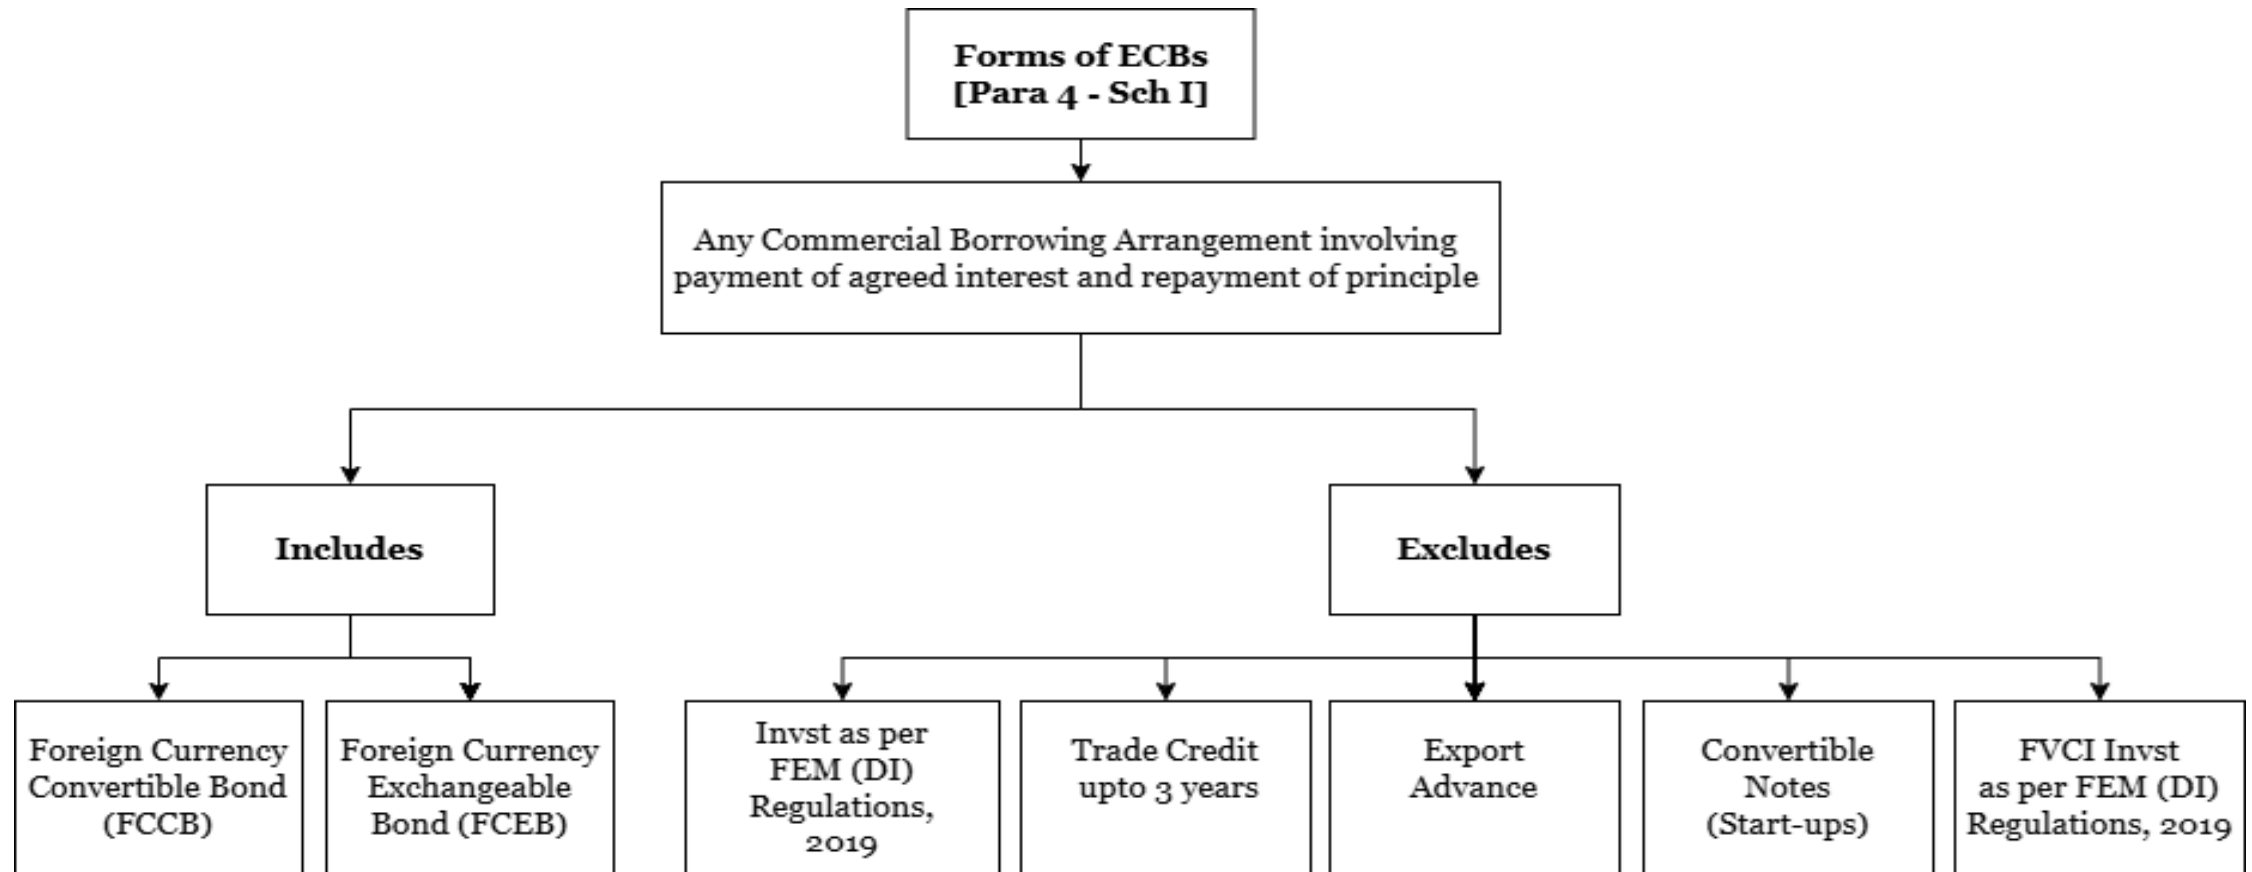 Forms of ECBs
[Para 4 - Sch I]
Any Commercial Borrowing Arrangement involving
payment of agreed interest and repayment of principle
Includes
Excludes
Foreign Currency
Convertible Bond
(FCCB)
Foreign Currency
Exchangeable
Bond (FCEB)
Invst as per
FEM (DI)
Regulations,
2019
Trade Credit
upto 3 years
Export
Advance
Convertible
Notes
(Start-ups)
FVCI Invst
as per FEM (DI)
Regulations, 2019